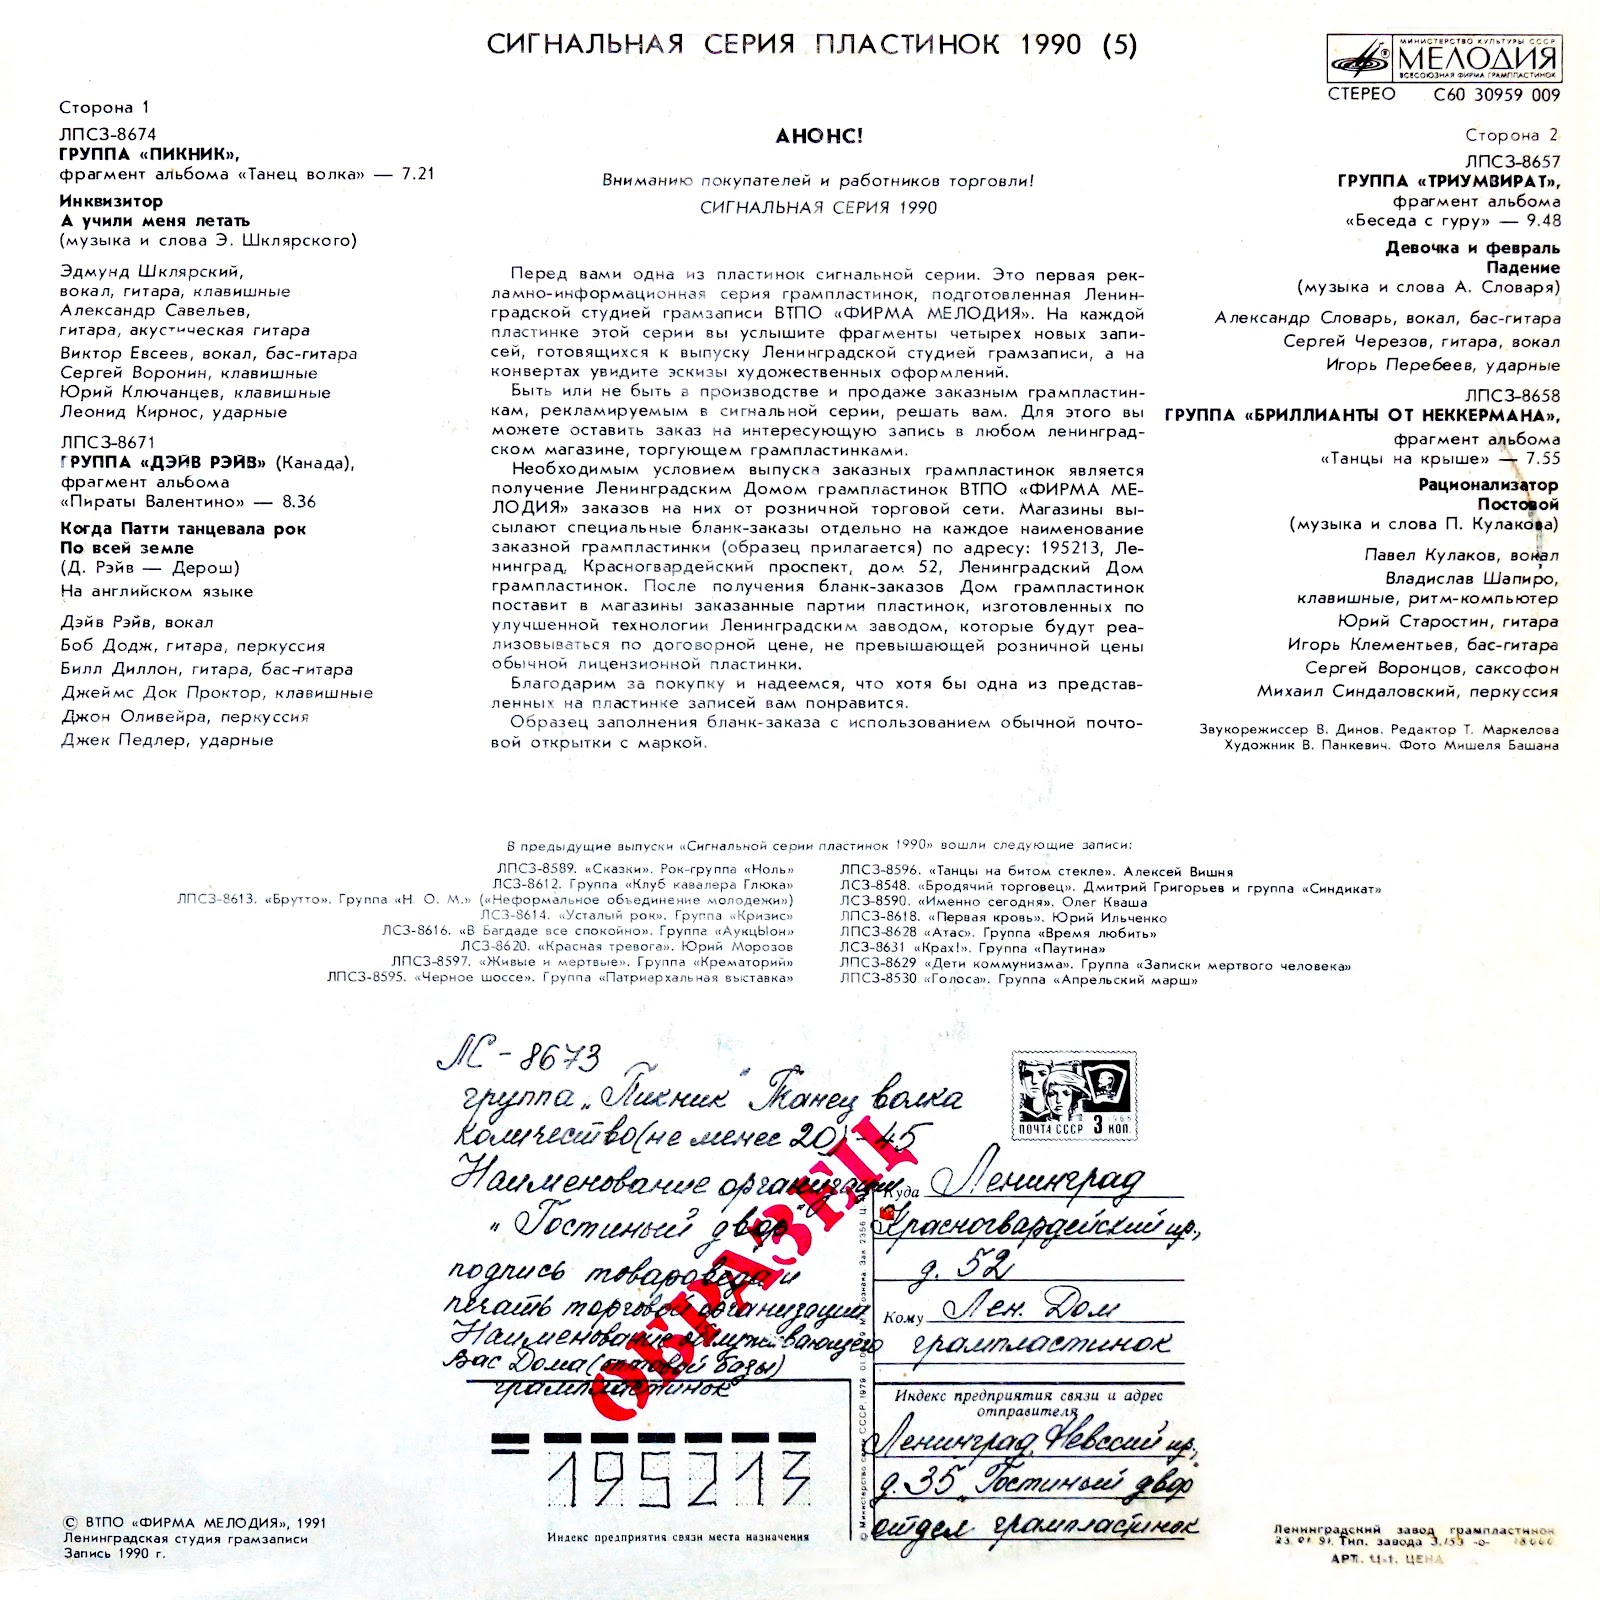 СИГНАЛЬНАЯ СЕРИЯ ПЛАСТИНОК 1990 (5)
МИНИСТЕРСТВО КУЛЬТУРЫ СССР
МЕЛОДИЯ
ВСЕСОЮЗНАЯ ФИРМА ГРАМПЛАСТИНОК
СТЕРЕО С60 30959 009
Сторона 1
ЛПСЗ-8674
ГРУППА «ПИКНИК»,
фрагмент альбома «Танец волка» — 7.21
Инквизитор
А учили меня летать
(музыка и слова Э. Шклярского)
Эдмунд Шклярский,
вокал, гитара, клавишные
Александр Савельев,
гитара, акустическая гитара
Виктор Евсеев, вокал, бас-гитара
Сергей Воронин, клавишные
Юрий Ключанцев, клавишные
Леонид Кирнос, ударные
ЛПСЗ-8671
ГРУППА «ДЭЙВ РЭЙВ» (Канада),
фрагмент альбома
«Пираты Валентино» — 8.36
Когда Патти танцевала рок
По всей земле
(Д. Рэйв — Дерош)
На английском языке
Дэйв Рэйв, вокал
Боб Додж, гитара, перкуссия
Билл Диллон, гитара, бас-гитара
Джеймс Док Проктор, клавишные
Джон Оливейра, перкуссия
Джек Педлер, ударные
АНОНС!
Вниманию покупателей и работников торговли!
СИГНАЛЬНАЯ СЕРИЯ 1990
Перед вами одна из пластинок сигнальной серии. Это первая рек-
ламно-информационная серия грампластинок, подготовленная Ленин-
градской студией грамзаписи ВТПО «ФИРМА МЕЛОДИЯ». На каждой
пластинке этой серии вы услышите фрагменты четырех новых запи-
сей, готовящихся к выпуску Ленинградской студией грамзаписи, а на
конвертах увидите эскизы художественных оформлений.
Быть или не быть в производстве и продаже заказным грампластин-
кам, рекламируемым в сигнальной серии, решать вам. Для этого вы
можете оставить заказ на интересующую запись в любом ленинград-
ском магазине, торгующем грампластинками.
Необходимым условием выпуска заказных грампластинок является
получение Ленинградским Домом грампластинок ВТПО «ФИРМА МЕ-
ЛОДИЯ» заказов на них от розничной торговой сети. Магазины вы-
сылают специальные бланк-заказы отдельно на каждое наименование
заказной грампластинки (образец прилагается) по адресу: 195213, Ле-
нинград, Красногвардейский проспект, дом 52, Ленинградский Дом
грампластинок. После получения бланк-заказов Дом грампластинок
поставит в магазины заказанные партии пластинок, изготовленных по
улучшенной технологии Ленинградским заводом, которые будут реа-
лизовываться по договорной цене, не превышающей розничной цены
обычной лицензионной пластинки.
Благодарим за покупку и надеемся, что хотя бы одна из представ-
ленных на пластинке записей вам понравится.
Образец заполнения бланк-заказа с использованием обычной почто-
вой открытки с маркой.
Сторона 2
ЛПСЗ-8657
ГРУППА «ТРИУМВИРАТ»,
фрагмент альбома
«Беседа с гуру» — 9.48
Девочка и февраль
Падение
(музыка и слова А. Словаря)
Александр Словарь, вокал, бас-гитара
Сергей Черезов, гитара, вокал
Игорь Перебеев, ударные
ЛПСЗ-8658
ГРУППА «БРИЛЛИАНТЫ ОТ НЕККЕРМАНА»,
фрагмент альбома
«Танцы на крыше» — 7.55
Рационализатор
Постовой
(музыка и слова П. Кулакова)
Павел Кулаков, вокал
Владислав Шапиро,
клавишные, ритм-компьютер
Юрий Старостин, гитара
Игорь Клементьев, бас-гитара
Сергей Воронцов, саксофон
Михаил Синдаловский, перкуссия
Звукорежиссер В. Динов. Редактор Т. Маркелова
Художник В. Панкевич. Фото Мишеля Башана
В предыдущие выпуски «Сигнальной серии пластинок 1990» вошли следующие записи:
ЛПСЗ-8589. «Сказки». Рок-группа «Ноль»
ЛСЗ-8612. Группа «Клуб кавалера Глюка»
ЛПСЗ-8613. «Брутто». Группа «Н. О. М.» («Неформальное объединение молодежи»)
ЛСЗ-8614. «Усталый рок». Группа «Кризис»
ЛСЗ-8616. «В Багдаде все спокойно». Группа «АукцЫон»
ЛСЗ-8620. «Красная тревога». Юрий Морозов
ЛПСЗ-8597. «Живые и мертвые». Группа «Крематорий»
ЛПСЗ-8595. «Черное шоссе». Группа «Патриархальная выставка»
ЛПСЗ-8596. «Танцы на битом стекле». Алексей Вишня
ЛСЗ-8548. «Бродячий торговец». Дмитрий Григорьев и группа «Синдикат»
ЛСЗ-8590. «Именно сегодня». Олег Кваша
ЛПСЗ-8618. «Первая кровь». Юрий Ильченко
ЛПСЗ-8628 «Атас». Группа «Время любить»
ЛСЗ-8631 «Крах!». Группа «Паутина»
ЛПСЗ-8629 «Дети коммунизма». Группа «Записки мертвого человека»
ЛПСЗ-8530 «Голоса». Группа «Апрельский марш»
ЛС-8673
группа „Пикник" Танец волка
количество (не менее 20) - 45
Наименование организации
„Гостиный двор"
подпись товароведа и
печать торговой организации
Наименование обслуживающего
Вас Дома (оптовой базы)
грампластинок
ОБРАЗЕЦ
ПОЧТА СССР 3 КОП.
Куда Ленинград
Красногвардейский пр.,
д. 52
Кому Лен. Дом
грампластинок
Индекс предприятия связи и адрес
отправителя
Ленинград, Невский пр.,
д. 35 „Гостиный двор"
отдел грампластинок
195213
Индекс предприятия связи места назначения
© ВТПО «ФИРМА МЕЛОДИЯ», 1991
Ленинградская студия грамзаписи
Запись 1990 г.
Ленинградский завод грампластинок
АРТ. Ц-1. ЦЕНА